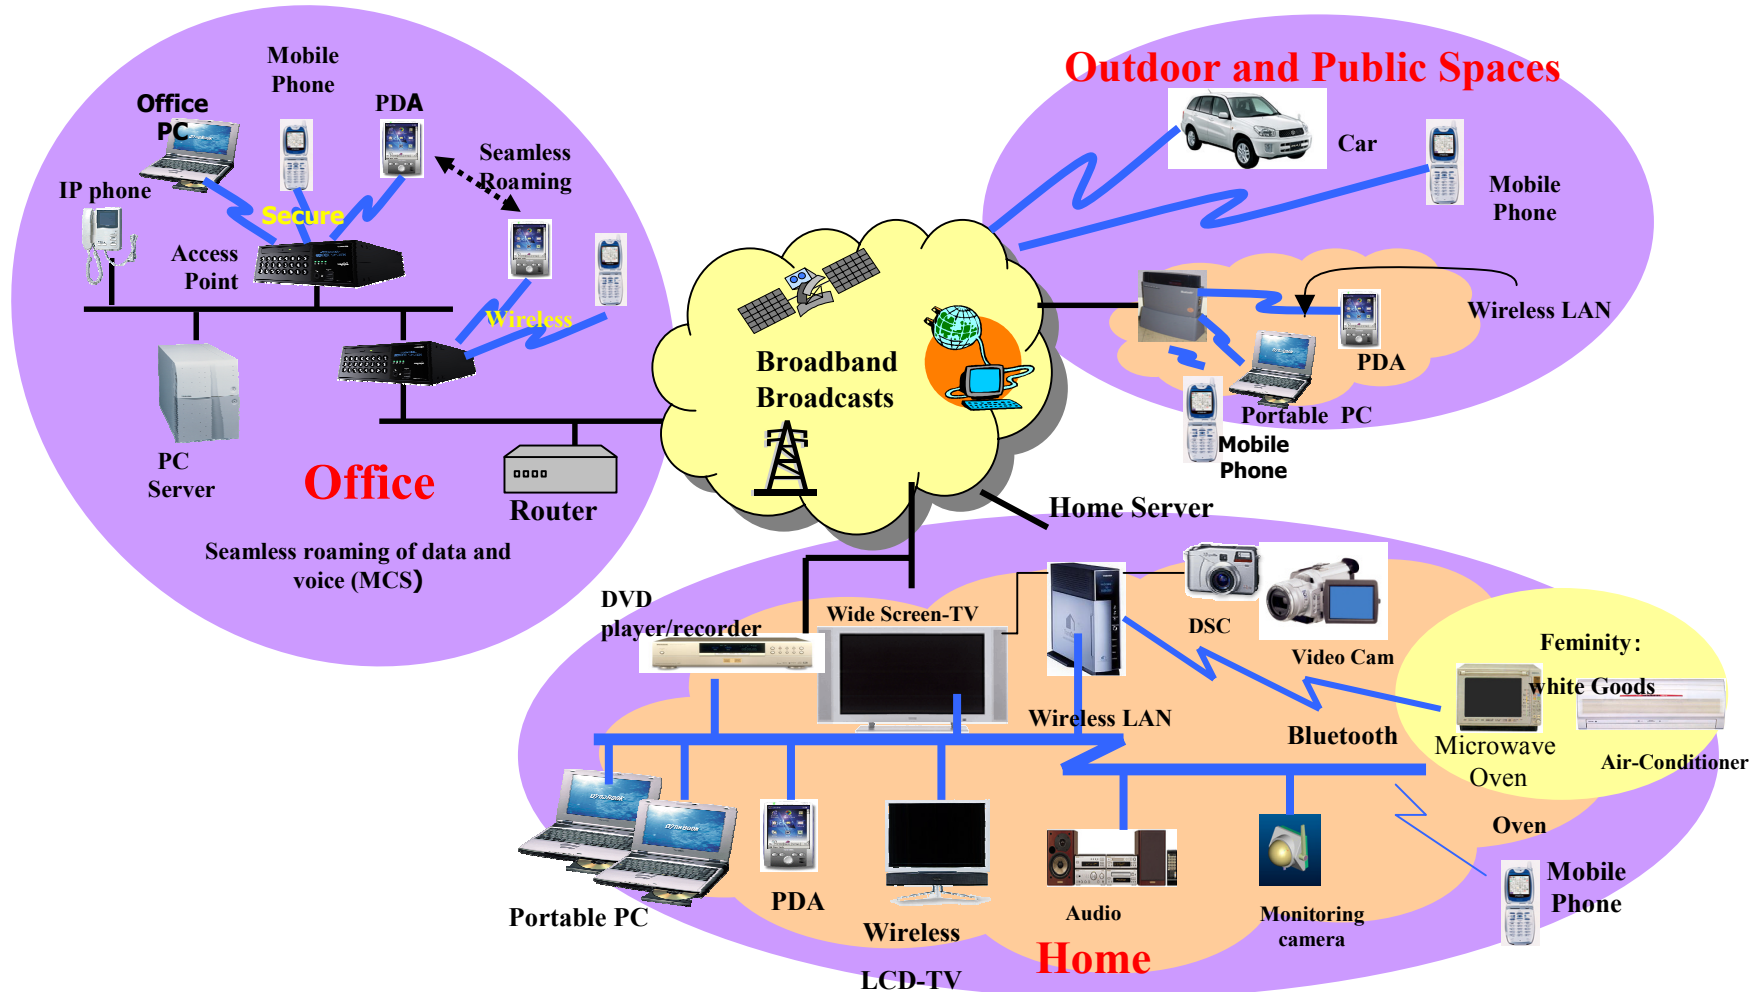 Mobile
Phone
Office
PC
PDA
Seamless
Roaming
IP phone
Secure
Access
Point
Wireless
PC
Server
Office
Router
Seamless roaming of data and
voice (MCS)
Broadband
Broadcasts
Outdoor and Public Spaces
Car
Mobile
Phone
Wireless LAN
PDA
Portable PC
Mobile
Phone
Home Server
DVD
player/recorder
Wide Screen-TV
DSC
Video Cam
Feminity:
white Goods
Wireless LAN
Bluetooth
Microwave
Oven
Air-Conditioner
Oven
Mobile
Phone
Portable PC
PDA
Wireless
LCD-TV
Audio
Monitoring
camera
Home